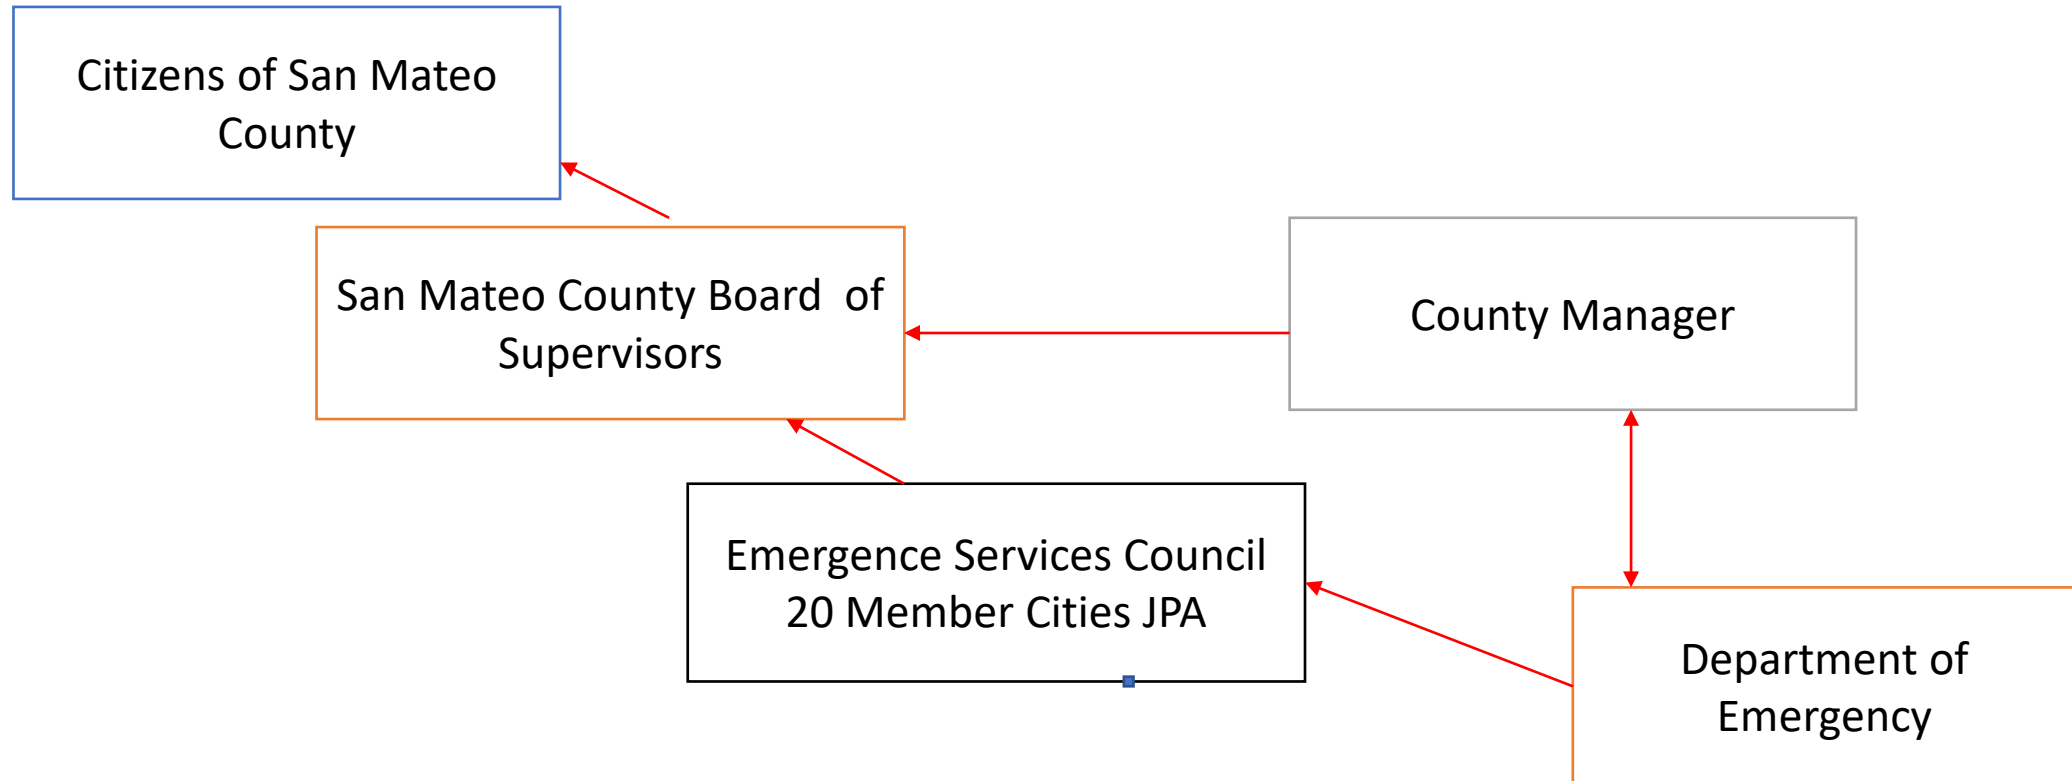 Citizens of San Mateo
County
San Mateo County Board  of
Supervisors
County Manager
Emergence Services Council
20 Member Cities JPA
Department of
Emergency